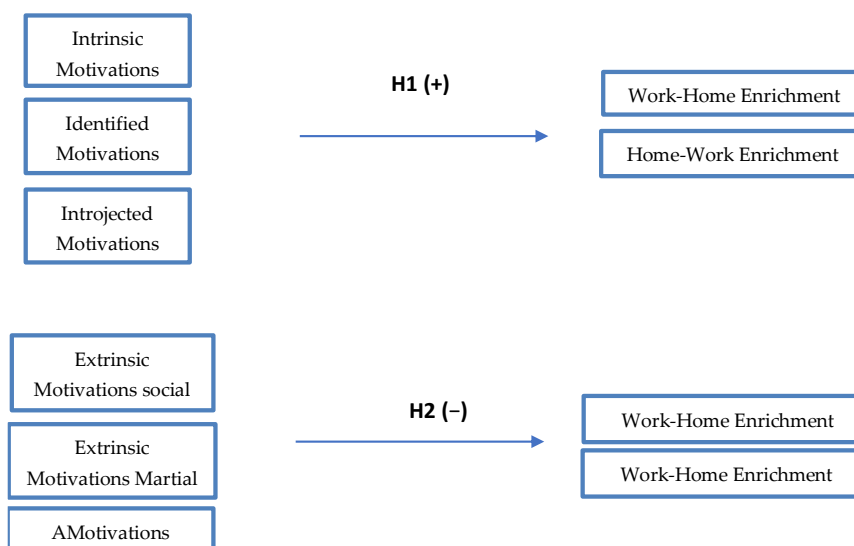 Intrinsic
Motivations
H1 (+)
Work-Home Enrichment
Identified
Motivations
Home-Work Enrichment
Introjected
Motivations
Extrinsic
Motivations social
H2 (−)
Work-Home Enrichment
Extrinsic
Motivations Martial
Work-Home Enrichment
AMotivations